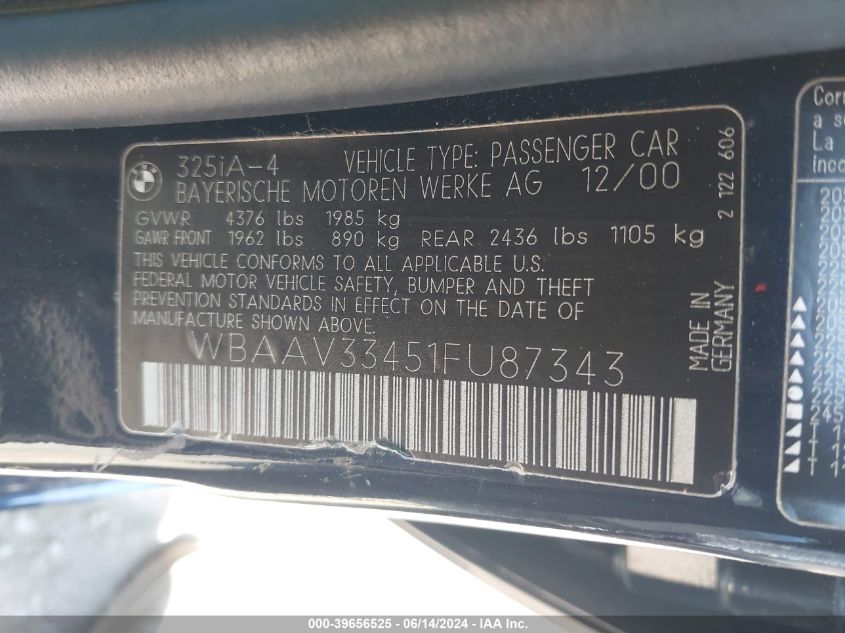 325iA-4 VEHICLE TYPE: PASSENGER CAR
BAYERISCHE MOTOREN WERKE AG 12/00
GVWR 4376 lbs 1985 kg
GAWR FRONT 1962 lbs 890 kg REAR 2436 lbs 1105 kg
THIS VEHICLE CONFORMS TO ALL APPLICABLE U.S.
FEDERAL MOTOR VEHICLE SAFETY, BUMPER AND THEFT
PREVENTION STANDARDS IN EFFECT ON THE DATE OF
MANUFACTURE SHOWN ABOVE.
WBAAV33451FU87343
2 122 606
MADE IN
GERMANY
La
000-39656525 - 06/14/2024 - IAA Inc.